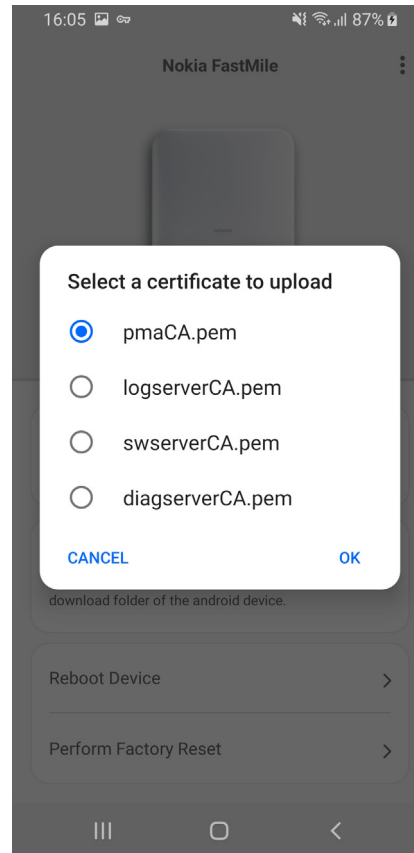 16:05 87%
Nokia FastMile
Select a certificate to upload
pmaCA.pem
logserverCA.pem
swserverCA.pem
diagserverCA.pem
CANCEL OK
download folder of the android device.
Reboot Device
Perform Factory Reset